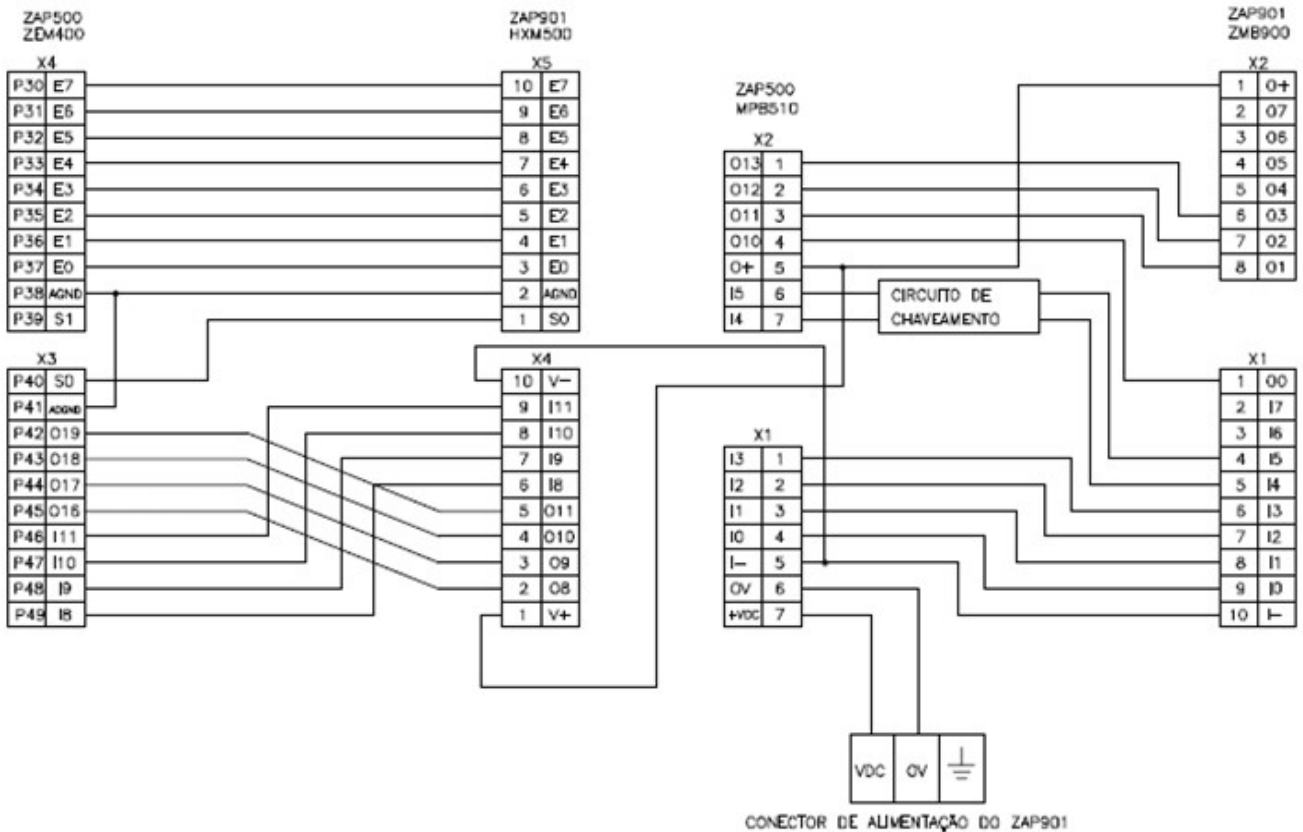 ZAP500
ZEM400
X4
P30 E7
P31 E6
P32 E5
P33 E4
P34 E3
P35 E2
P36 E1
P37 E0
P38 AGND
P39 S1
X3
P40 S0
P41 AOGND
P42 O19
P43 O18
P44 O17
P45 O16
P46 I11
P47 I10
P48 I9
P49 I8
ZAP901
HXM500
X5
10 E7
9 E6
8 E5
7 E4
6 E3
5 E2
4 E1
3 E0
2 AGND
1 S0
X4
10 V-
9 I11
8 I10
7 I9
6 I8
5 O11
4 O10
3 O9
2 O8
1 V+
ZAP500
MPB510
X2
O13 1
O12 2
O11 3
O10 4
O+ 5
I5 6
I4 7
CIRCUITO DE
CHAVEAMENTO
X1
I3 1
I2 2
I1 3
I0 4
I- 5
0V 6
+VDC 7
ZAP901
ZMB900
X2
1 O+
2 O7
3 O6
4 O5
5 O4
6 O3
7 O2
8 O1
X1
1 O0
2 I7
3 I6
4 I5
5 I4
6 I3
7 I2
8 I1
9 I0
10 I-
VDC 0V
CONECTOR DE ALIMENTAÇÃO DO ZAP901